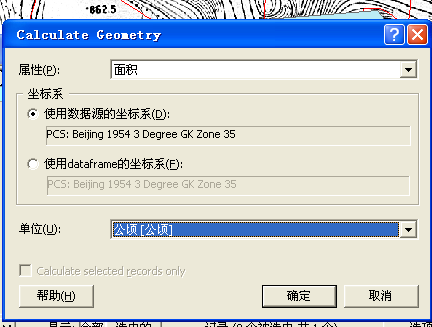 862.5
Calculate Geometry
属性(P): 面积
坐标系
使用数据源的坐标系(D):
PCS: Beijing 1954 3 Degree GK Zone 35
使用dataframe的坐标系(F):
PCS: Beijing 1954 3 Degree GK Zone 35
单位(U): 公顷 [公顷]
Calculate selected records only
帮助(H) 确定 取消